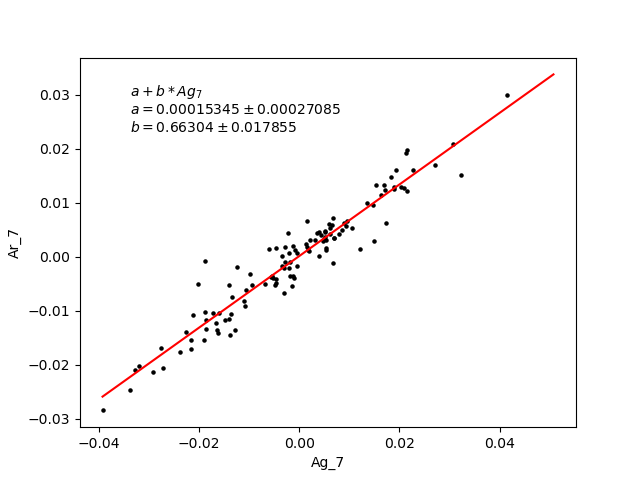 a + b * Ag₇
a = 0.00015345 ± 0.00027085
b = 0.66304 ± 0.017855
0.03
0.02
0.01
0.00
−0.01
−0.02
−0.03
Ar_7
−0.04 −0.02 0.00 0.02 0.04
Ag_7